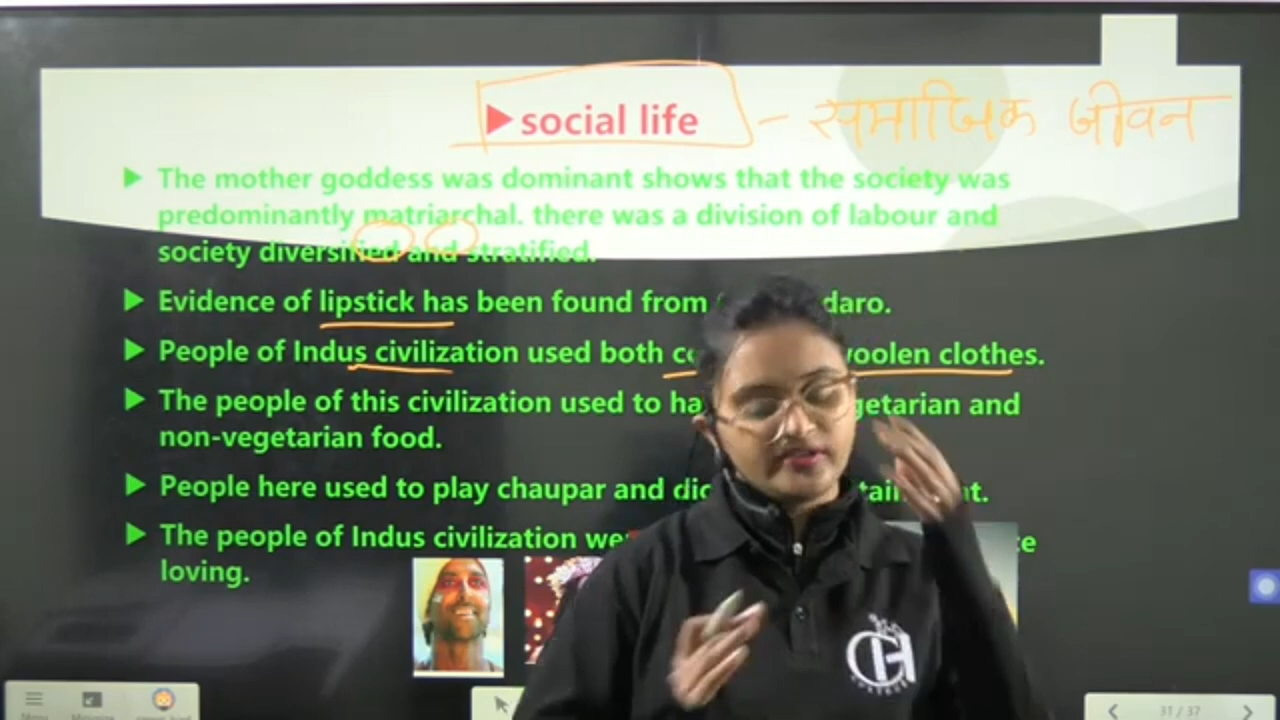 social life - समाजिक जीवन
The mother goddess was dominant shows that the society was
predominantly matriarchal. there was a division of labour and
society diversified and stratified.
Evidence of lipstick has been found from daro.
People of Indus civilization used both woolen clothes.
The people of this civilization used to getarian and
non-vegetarian food.
People here used to play chaupar and
The people of Indus civilization
loving.
31 / 37